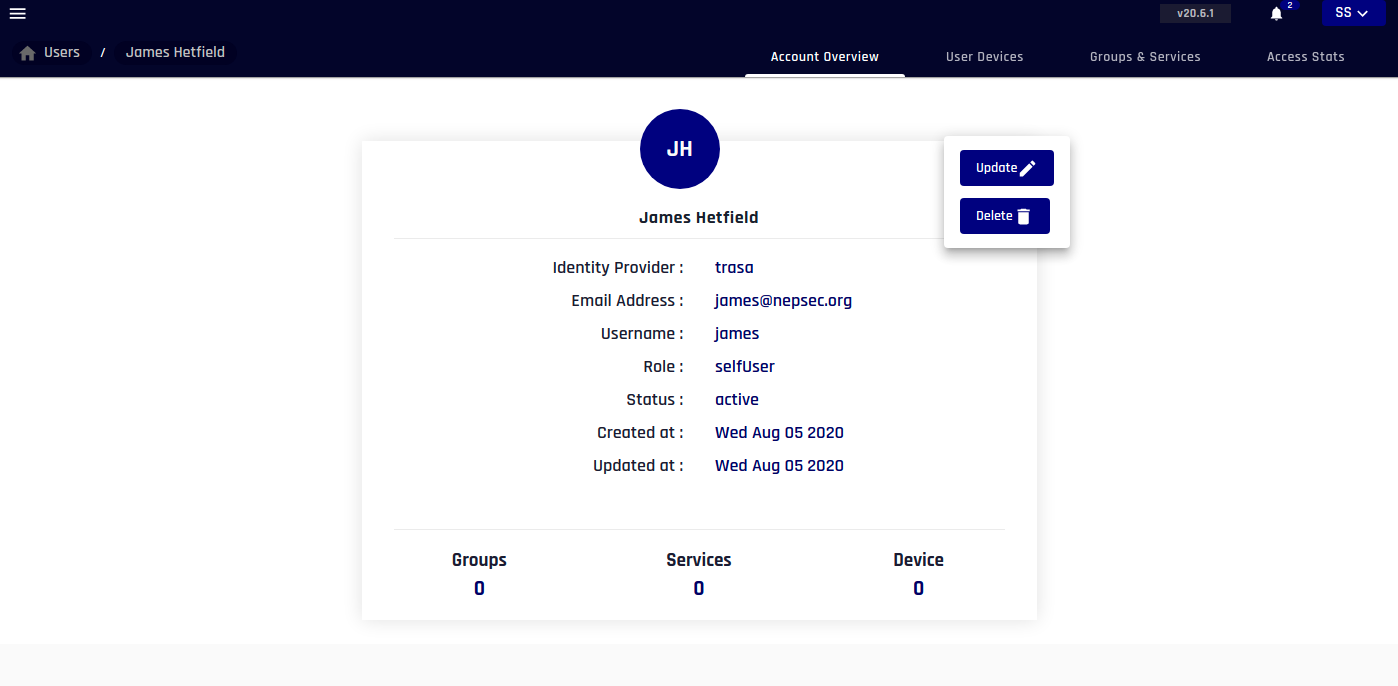 v20.6.1
2
SS
Users / James Hetfield
Account Overview User Devices Groups & Services Access Stats
JH
Update
Delete
James Hetfield
Identity Provider : trasa
Email Address : james@nepsec.org
Username : james
Role : selfUser
Status : active
Created at : Wed Aug 05 2020
Updated at : Wed Aug 05 2020
Groups Services Device
0 0 0